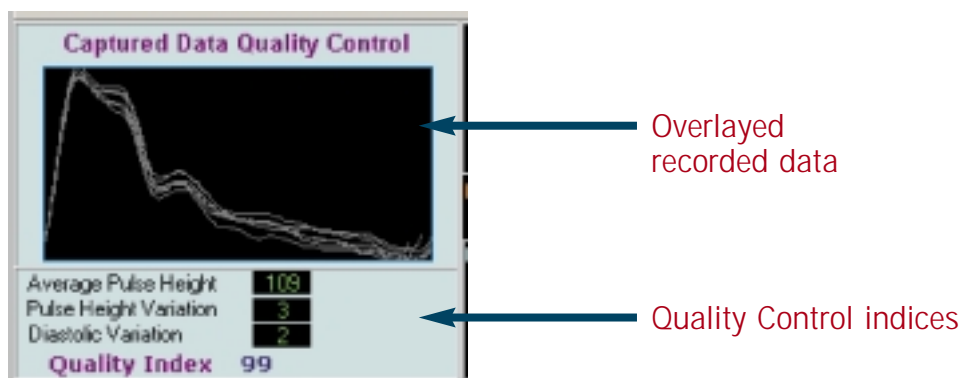 Captured Data Quality Control
Overlayed
recorded data
Average Pulse Height 109
Pulse Height Variation 3
Diastolic Variation 2
Quality Index 99
Quality Control indices